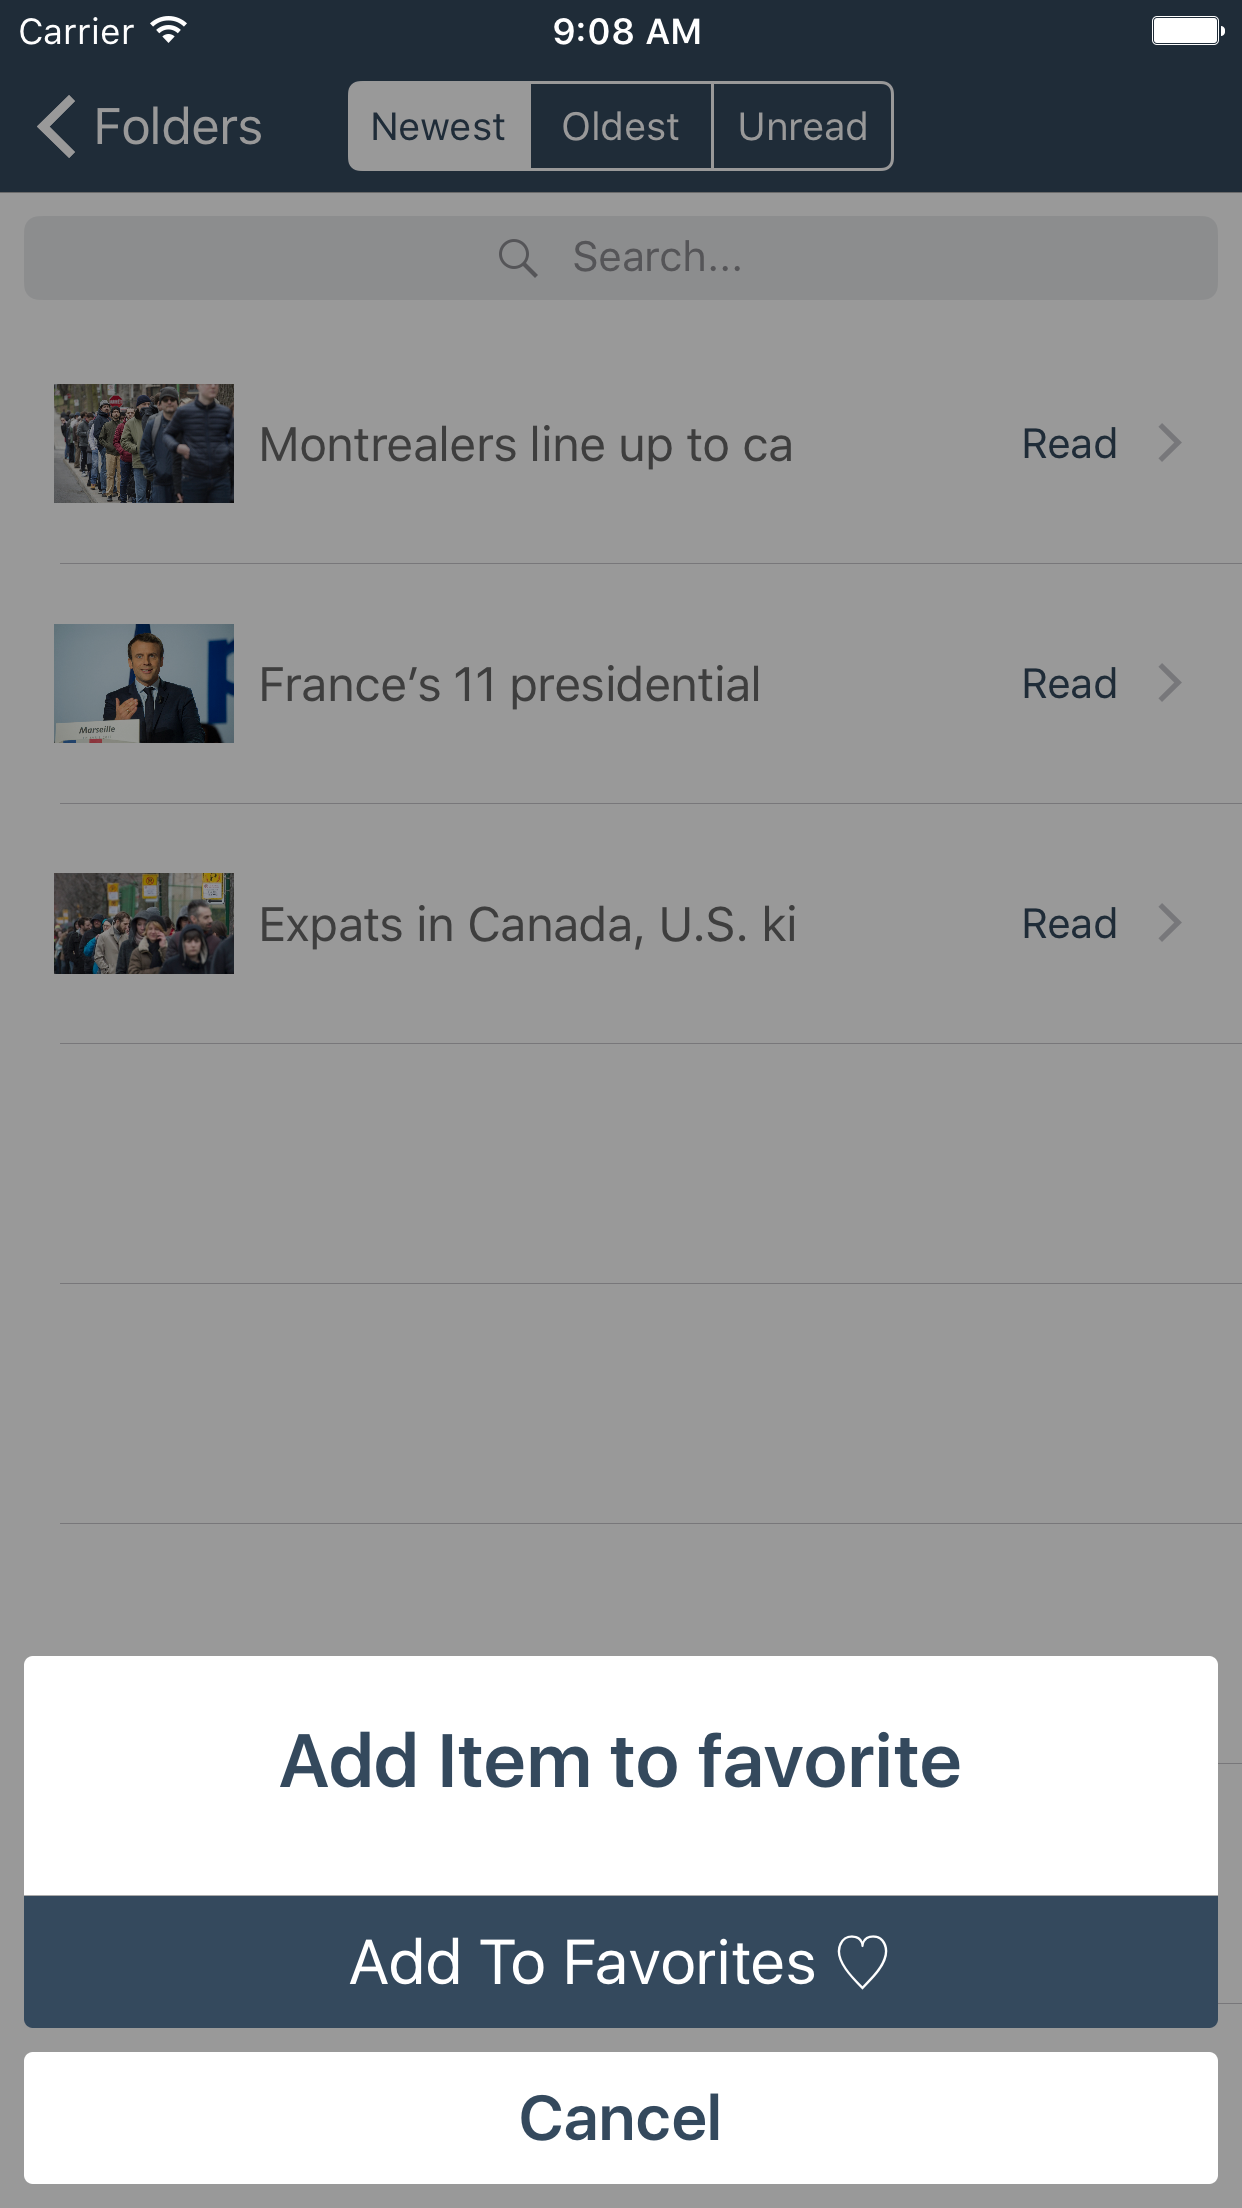 Carrier 9:08 AM
Folders Newest Oldest Unread
Search...
Montrealers line up to ca Read
France’s 11 presidential Read
Marseille
Expats in Canada, U.S. ki Read
Add Item to favorite
Add To Favorites ♡
Cancel